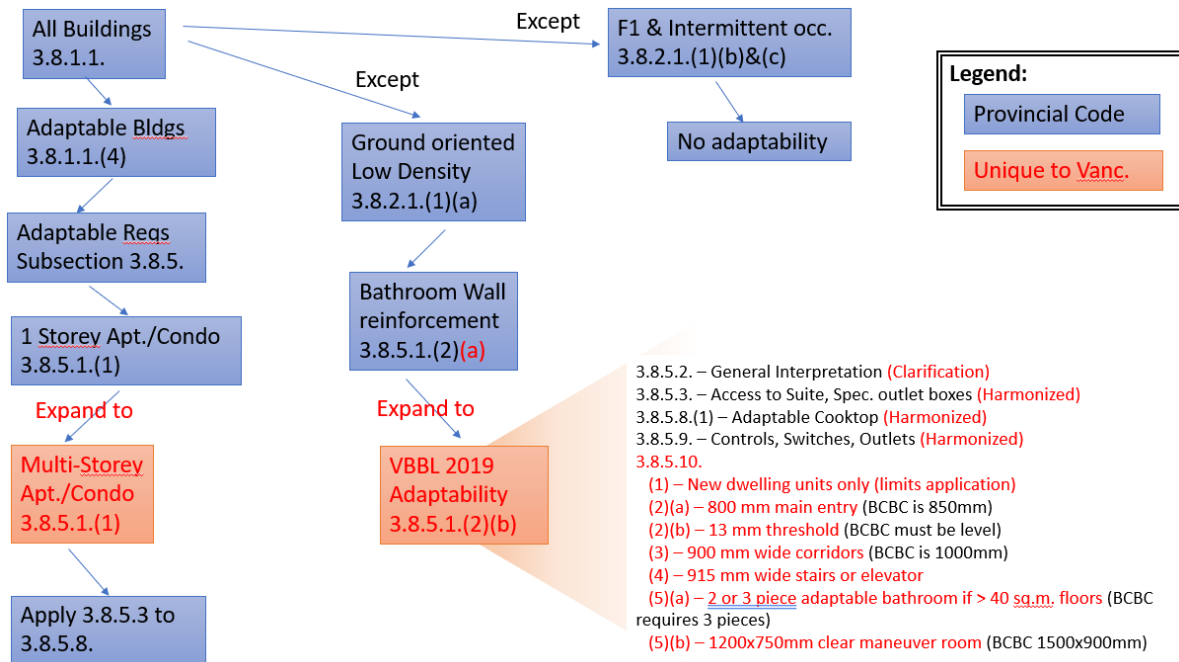 All Buildings
3.8.1.1.
Except
F1 & Intermittent occ.
3.8.2.1.(1)(b)&(c)
No adaptability
Legend:
Provincial Code
Unique to Vanc.
Adaptable Bldgs
3.8.1.1.(4)
Except
Ground oriented
Low Density
3.8.2.1.(1)(a)
Adaptable Reqs
Subsection 3.8.5.
Bathroom Wall
reinforcement
3.8.5.1.(2)(a)
1 Storey Apt./Condo
3.8.5.1.(1)
Expand to
Expand to
Multi-Storey
Apt./Condo
3.8.5.1.(1)
VBBL 2019
Adaptability
3.8.5.1.(2)(b)
Apply 3.8.5.3 to
3.8.5.8.
3.8.5.2. – General Interpretation (Clarification)
3.8.5.3. – Access to Suite, Spec. outlet boxes (Harmonized)
3.8.5.8.(1) – Adaptable Cooktop (Harmonized)
3.8.5.9. – Controls, Switches, Outlets (Harmonized)
3.8.5.10.
(1) – New dwelling units only (limits application)
(2)(a) – 800 mm main entry (BCBC is 850mm)
(2)(b) – 13 mm threshold (BCBC must be level)
(3) – 900 mm wide corridors (BCBC is 1000mm)
(4) – 915 mm wide stairs or elevator
(5)(a) – 2 or 3 piece adaptable bathroom if > 40 sq.m. floors (BCBC
requires 3 pieces)
(5)(b) – 1200x750mm clear maneuver room (BCBC 1500x900mm)